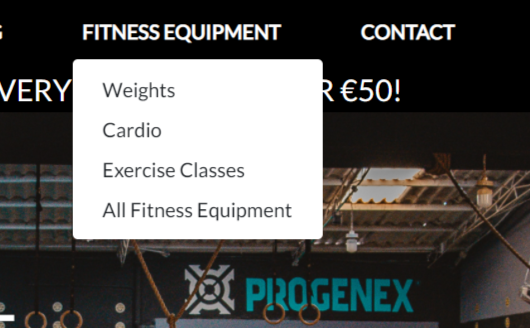 FITNESS EQUIPMENT
CONTACT
VERY
€50!
Weights
Cardio
Exercise Classes
All Fitness Equipment
PROGENEX